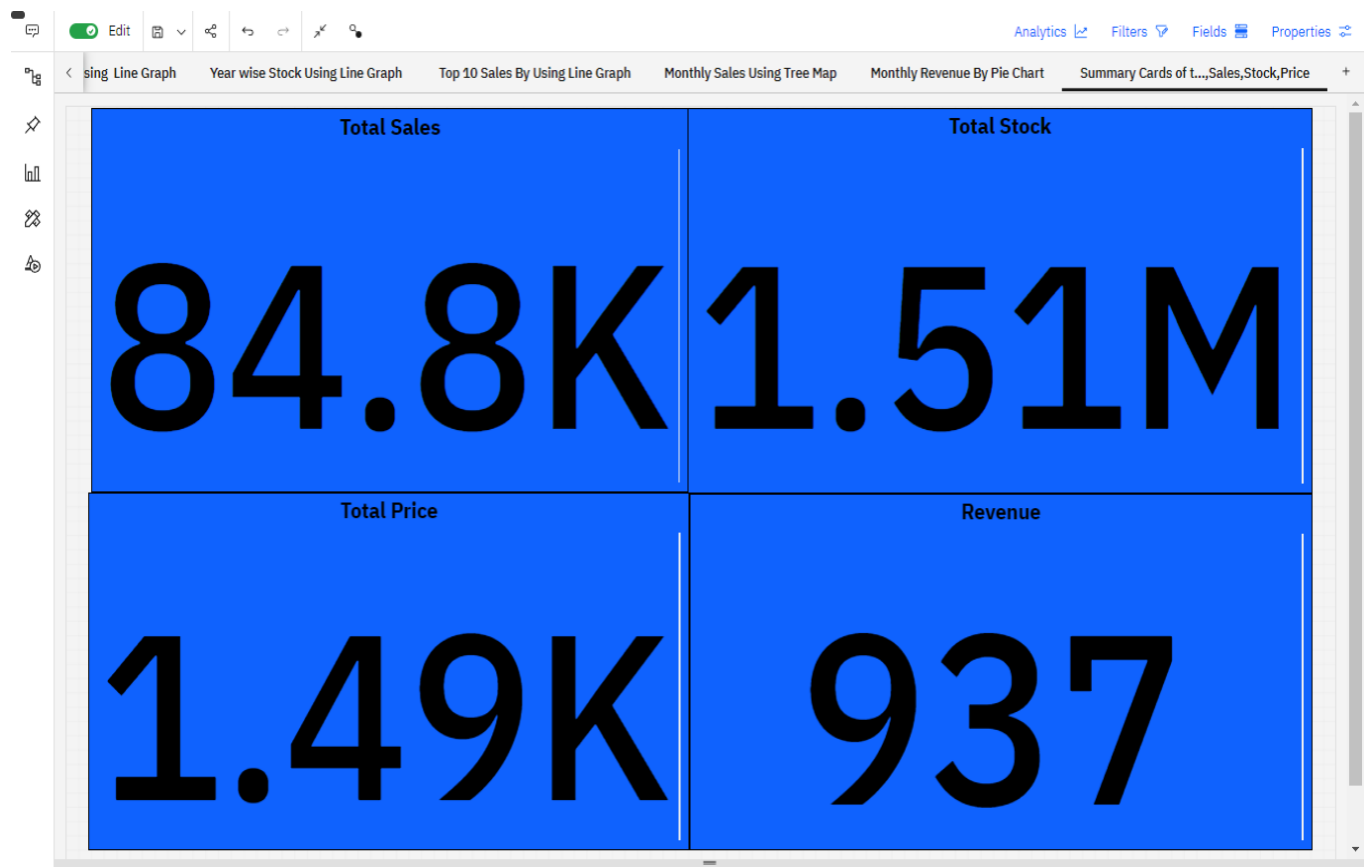 Edit
Analytics
Filters
Fields
Properties
sing Line Graph
Year wise Stock Using Line Graph
Top 10 Sales By Using Line Graph
Monthly Sales Using Tree Map
Monthly Revenue By Pie Chart
Summary Cards of t...,Sales,Stock,Price
Total Sales
84.8K
Total Stock
1.51M
Total Price
1.49K
Revenue
937